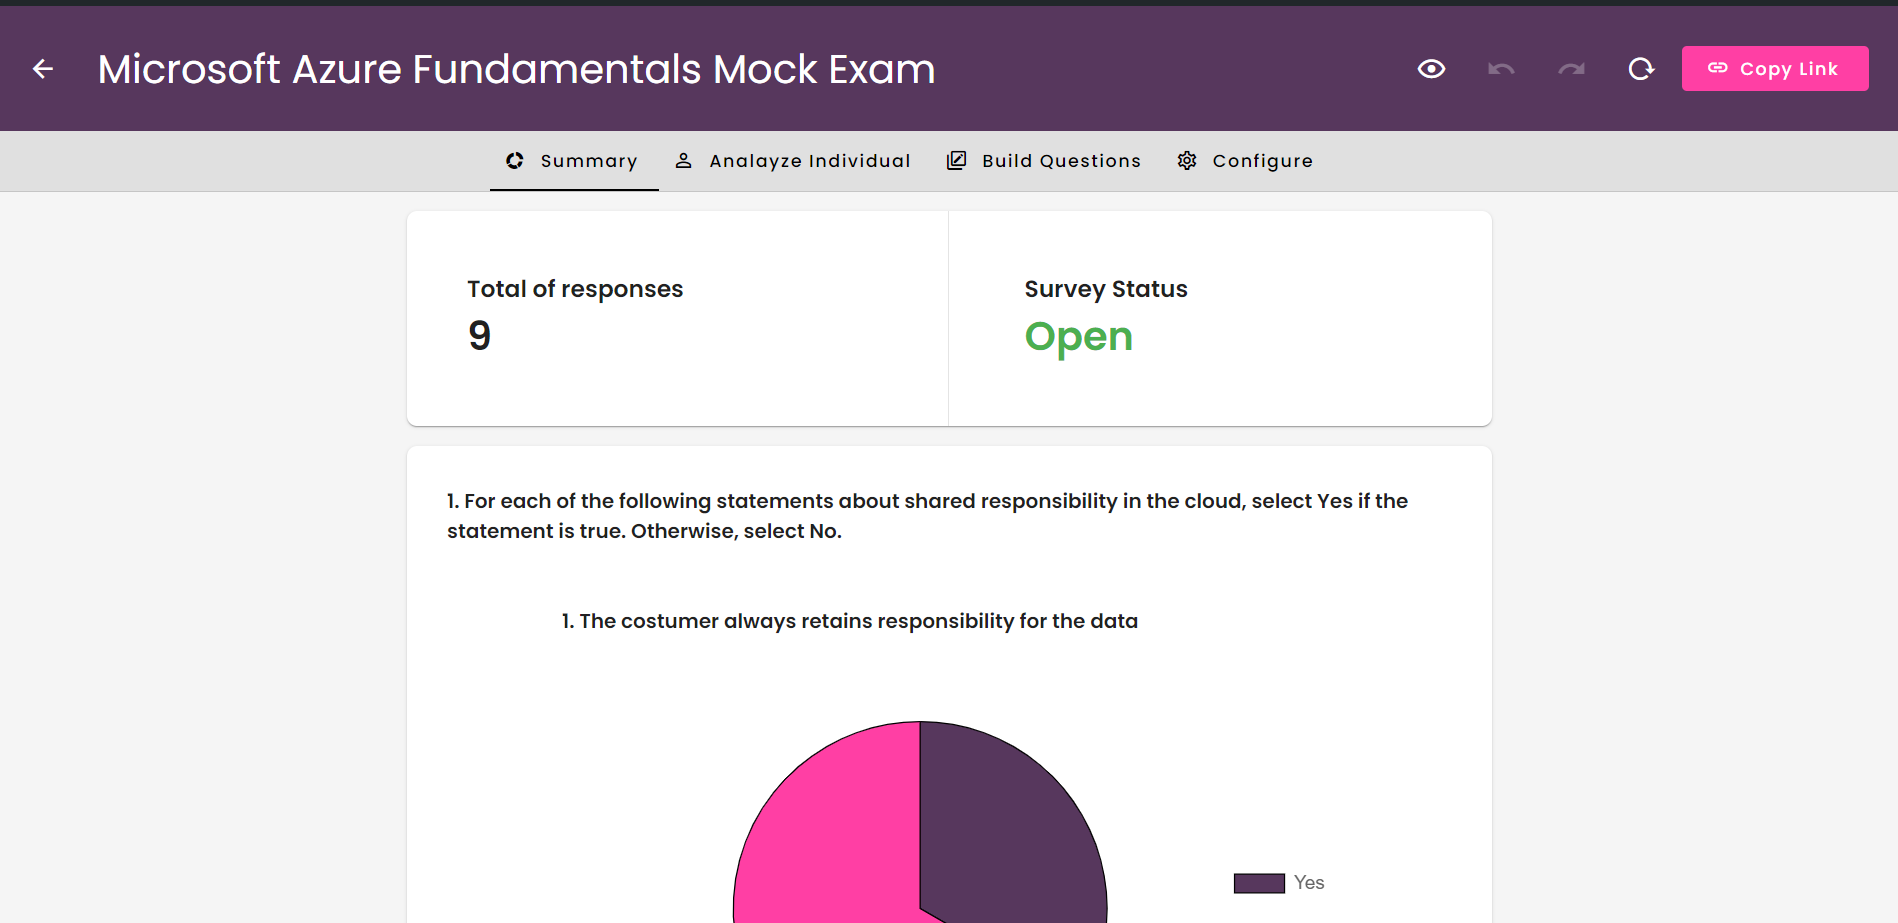 Microsoft Azure Fundamentals Mock Exam
Copy Link
Summary
Analayze Individual
Build Questions
Configure
Total of responses
9
Survey Status
Open
1. For each of the following statements about shared responsibility in the cloud, select Yes if the
statement is true. Otherwise, select No.
1. The costumer always retains responsibility for the data
Yes